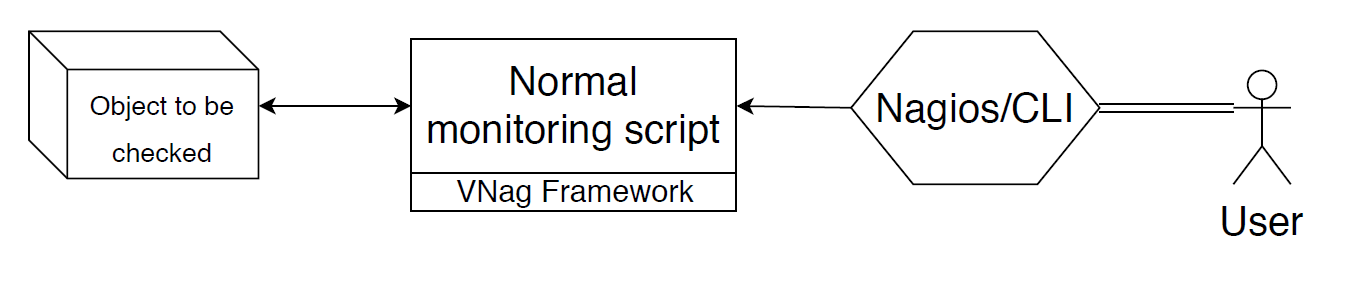 Object to be
checked
Normal
monitoring script
VNag Framework
Nagios/CLI
User